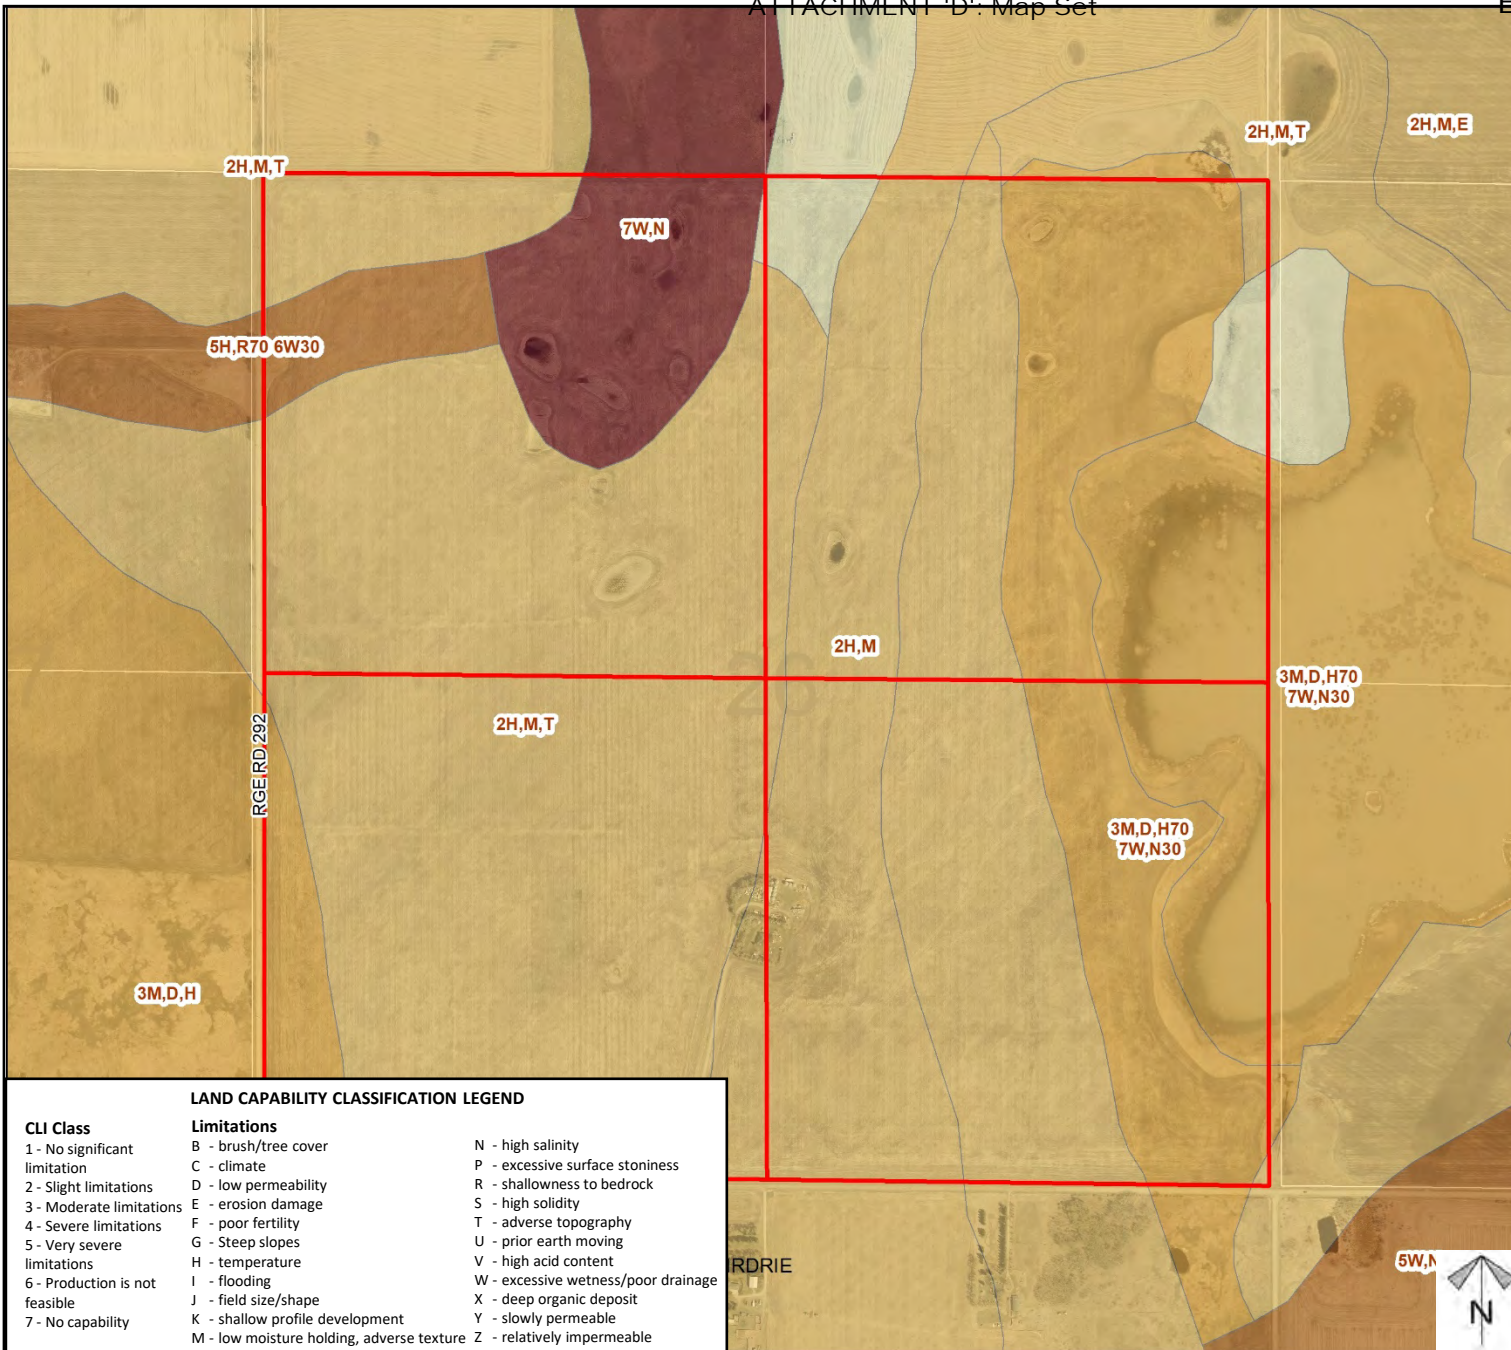 ATTACHMENT 'D': Map Set
E
2H,M,T
2H,M,T
2H,M,E
7W,N
5H,R70 6W30
2H,M
26
3M,D,H70
7W,N30
2H,M,T
RGE RD 292
3M,D,H70
7W,N30
3M,D,H
LAND CAPABILITY CLASSIFICATION LEGEND
CLI Class
1 - No significant
limitation
2 - Slight limitations
3 - Moderate limitations
4 - Severe limitations
5 - Very severe
limitations
6 - Production is not
feasible
7 - No capability
Limitations
B - brush/tree cover
C - climate
D - low permeability
E - erosion damage
F - poor fertility
G - Steep slopes
H - temperature
I - flooding
J - field size/shape
K - shallow profile development
M - low moisture holding, adverse texture
N - high salinity
P - excessive surface stoniness
R - shallowness to bedrock
S - high solidity
T - adverse topography
U - prior earth moving
V - high acid content
W - excessive wetness/poor drainage
X - deep organic deposit
Y - slowly permeable
Z - relatively impermeable
IRDRIE
5W,N
N